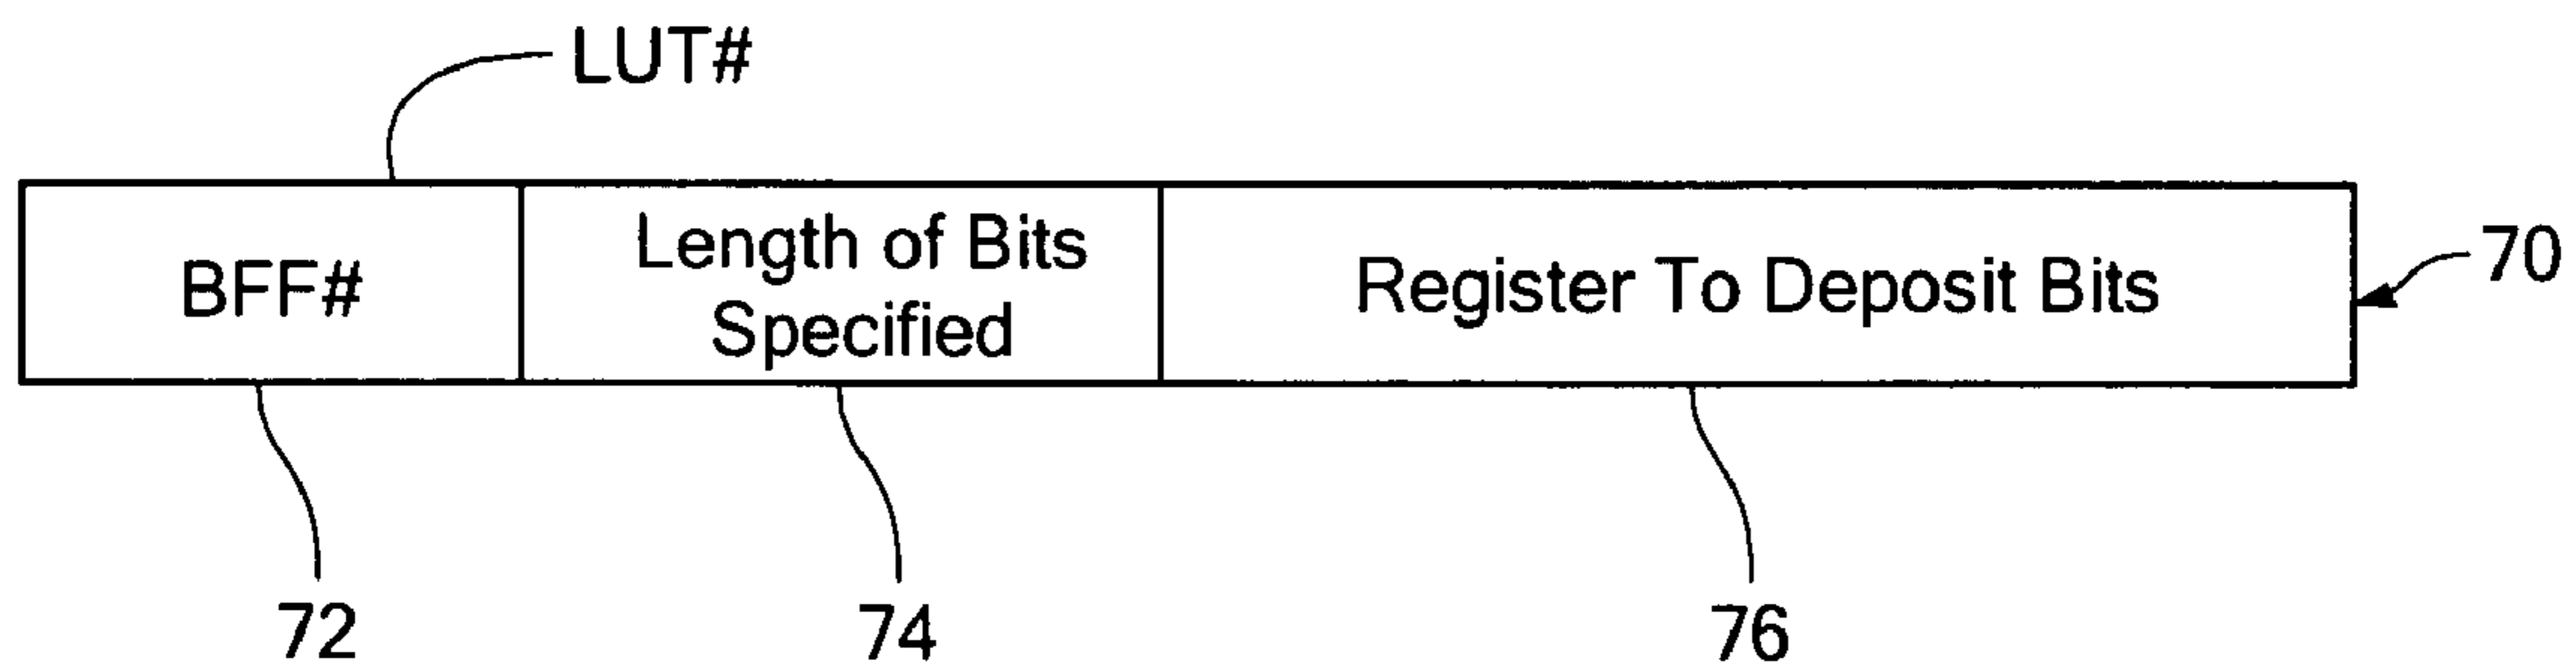 LUT#
BFF#
Length of Bits
Specified
Register To Deposit Bits
70
72
74
76